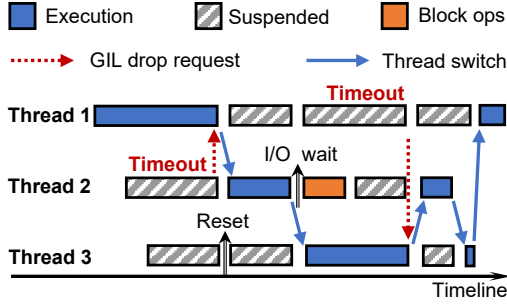 Execution Suspended Block ops
GIL drop request Thread switch
Timeout
Thread 1
Timeout I/O wait
Thread 2
Reset
Thread 3
Timeline